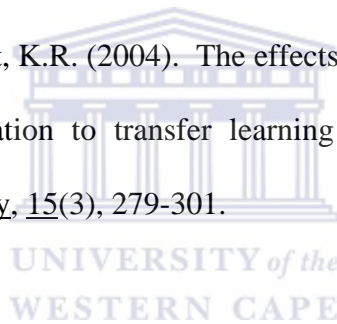 , K.R. (2004). The effects
ation to transfer learning
y, 15(3), 279-301.
UNIVERSITY of the
WESTERN CAPE